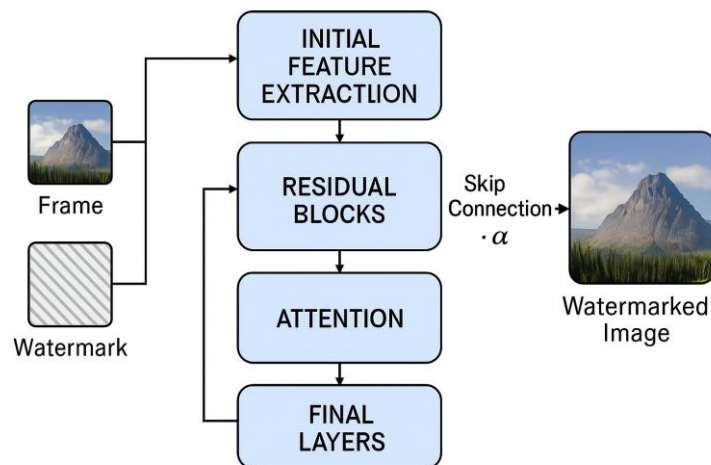 INITIAL
FEATURE
EXTRACTLION
Frame
Watermark
RESIDUAL
BLOCKS
ATTENTION
FINAL
LAYERS
Skip
Connection
· α
Watermarked
Image